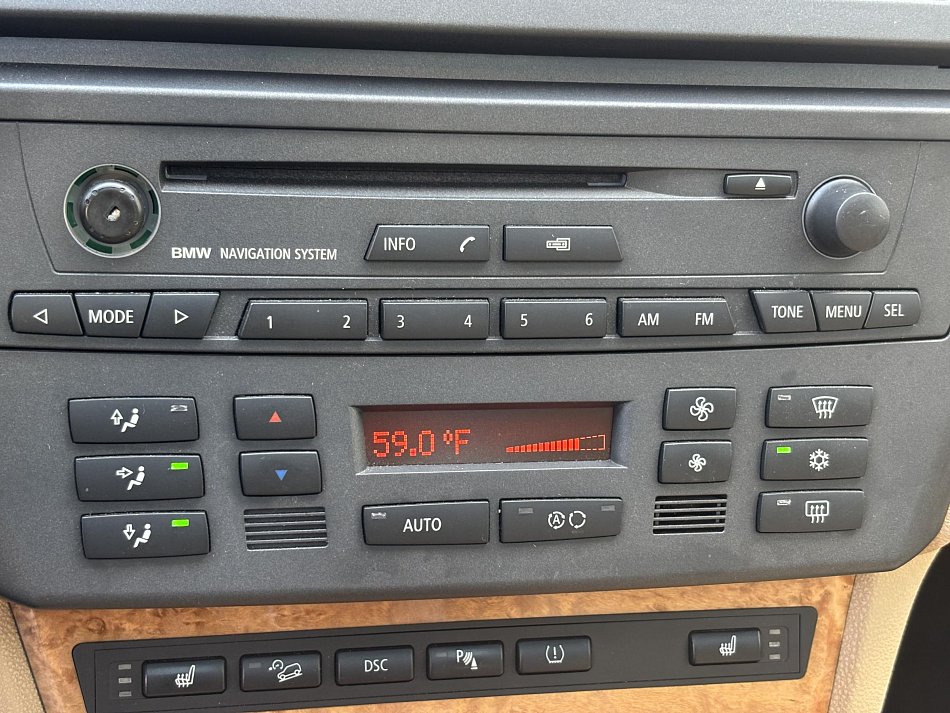 INFO
BMW NAVIGATION SYSTEM
MODE
1 2
3 4
5 6
AM FM
TONE
MENU
SEL
59.0 °F
AUTO
A
DSC
P
(!)